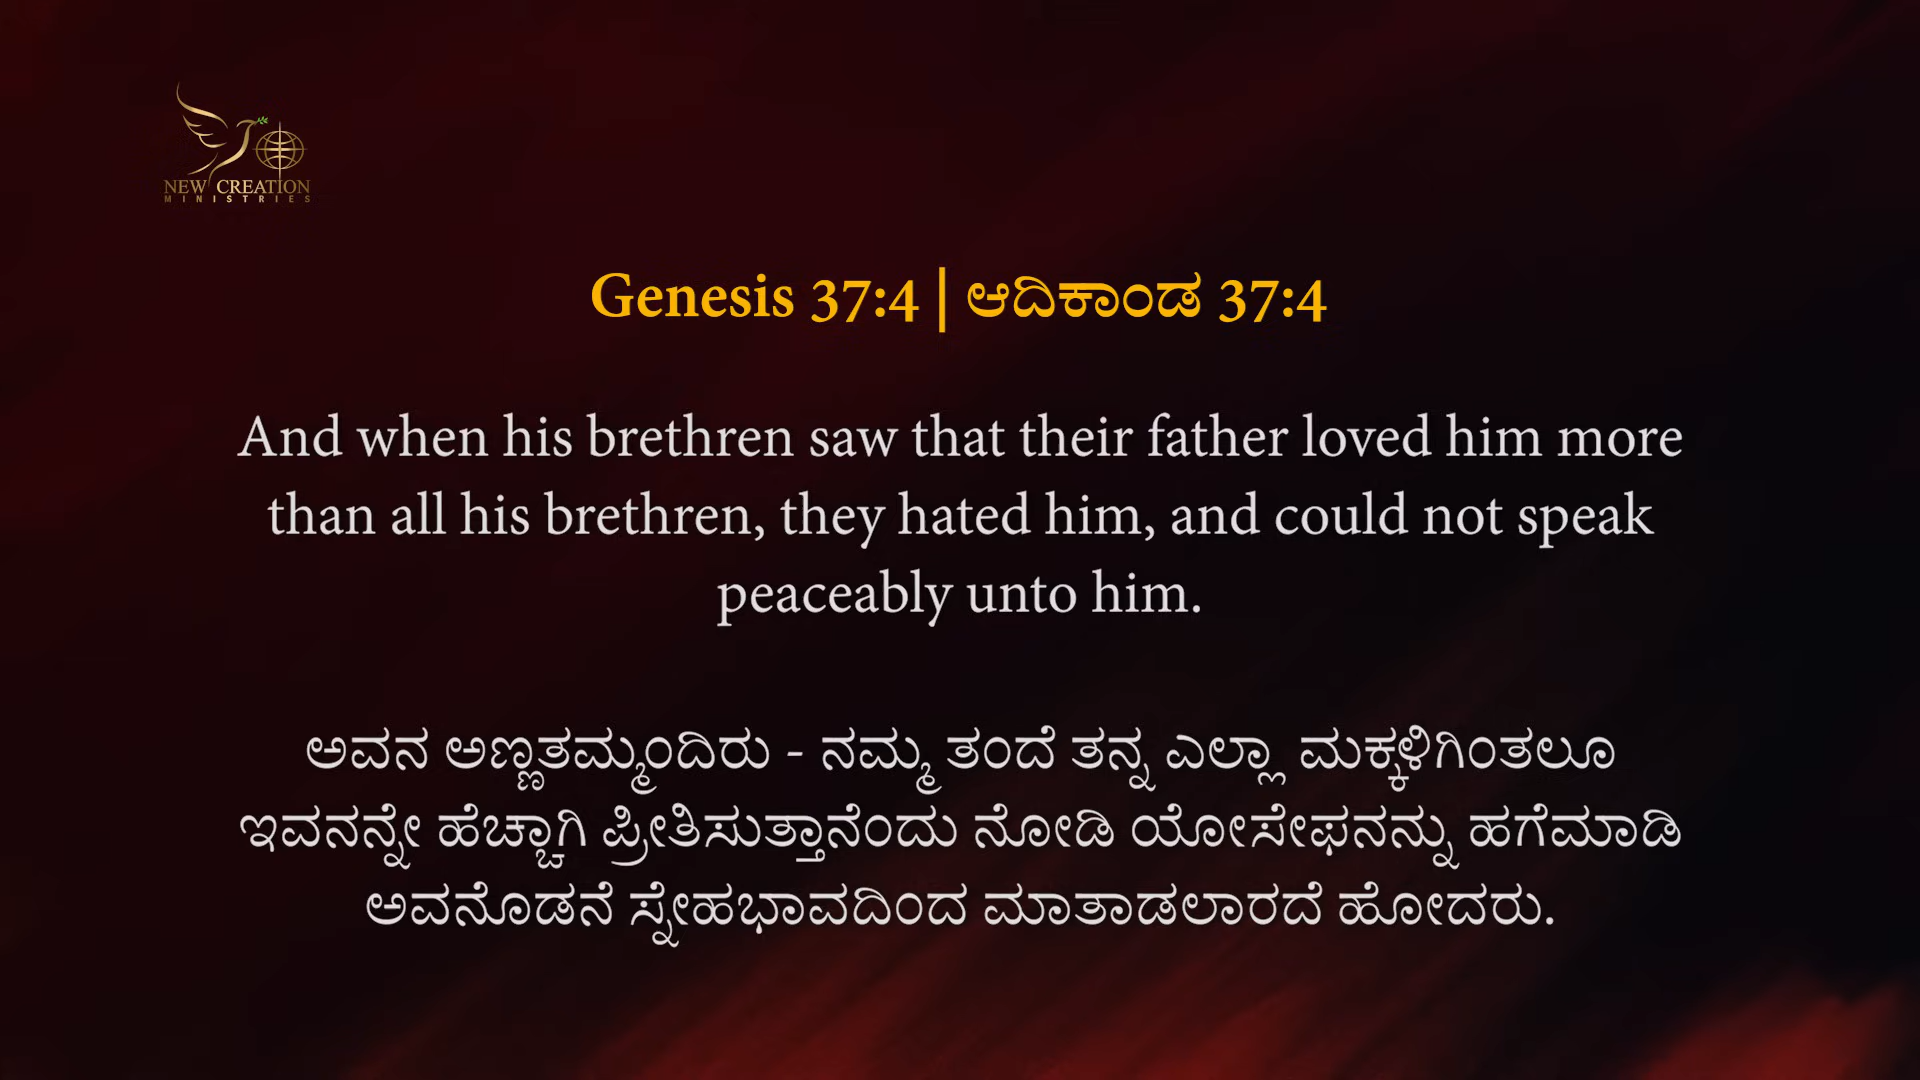 NEW CREATION
MINISTRIES
Genesis 37:4 | ಆದಿಕಾಂಡ 37:4
And when his brethren saw that their father loved him more
than all his brethren, they hated him, and could not speak
peaceably unto him.
ಅವನ ಅಣ್ಣತಮ್ಮಂದಿರು - ನಮ್ಮ ತಂದೆ ತನ್ನ ಎಲ್ಲಾ ಮಕ್ಕಳಿಗಿಂತಲೂ
ಇವನನ್ನೇ ಹೆಚ್ಚಾಗಿ ಪ್ರೀತಿಸುತ್ತಾನೆಂದು ನೋಡಿ ಯೋಸೇಫನನ್ನು ಹಗೆಮಾಡಿ
ಅವನೊಡನೆ ಸ್ನೇಹಭಾವದಿಂದ ಮಾತಾಡಲಾರದೆ ಹೋದರು.